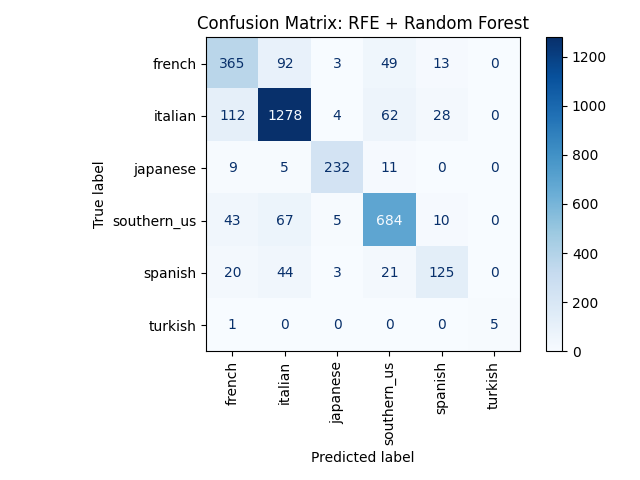 Confusion Matrix: RFE + Random Forest
french 365 92 3 49 13 0
italian 112 1278 4 62 28 0
japanese 9 5 232 11 0 0
southern_us 43 67 5 684 10 0
spanish 20 44 3 21 125 0
turkish 1 0 0 0 0 5
french italian japanese southern_us spanish turkish
Predicted label
True label
1200
1000
800
600
400
200
0